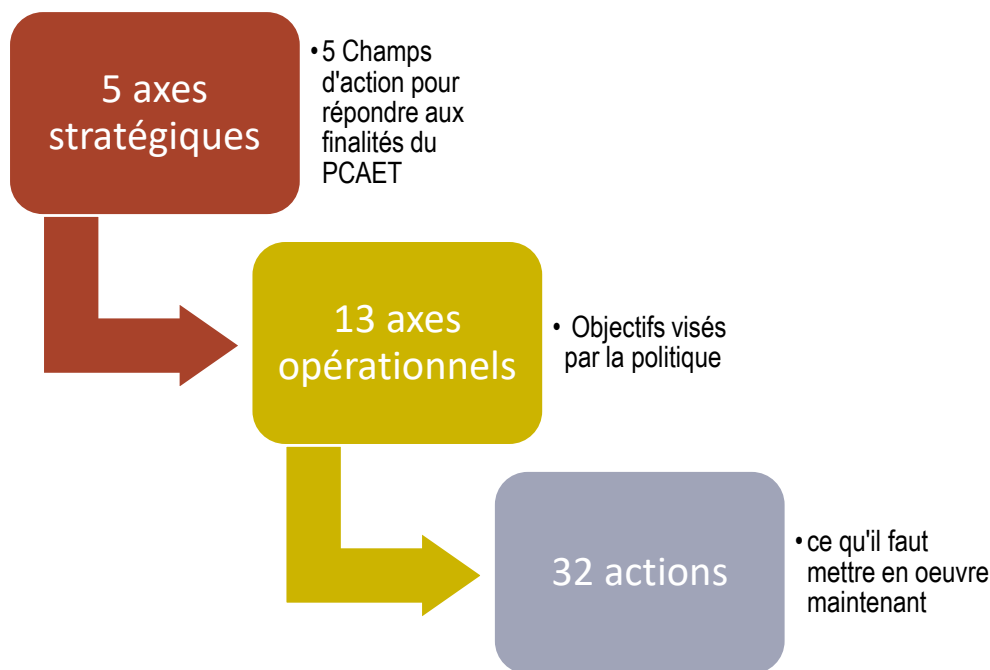 5 axes
stratégiques
•5 Champs
d'action pour
répondre aux
finalités du
PCAET
13 axes
opérationnels
• Objectifs visés
par la politique
32 actions
•ce qu'il faut
mettre en oeuvre
maintenant